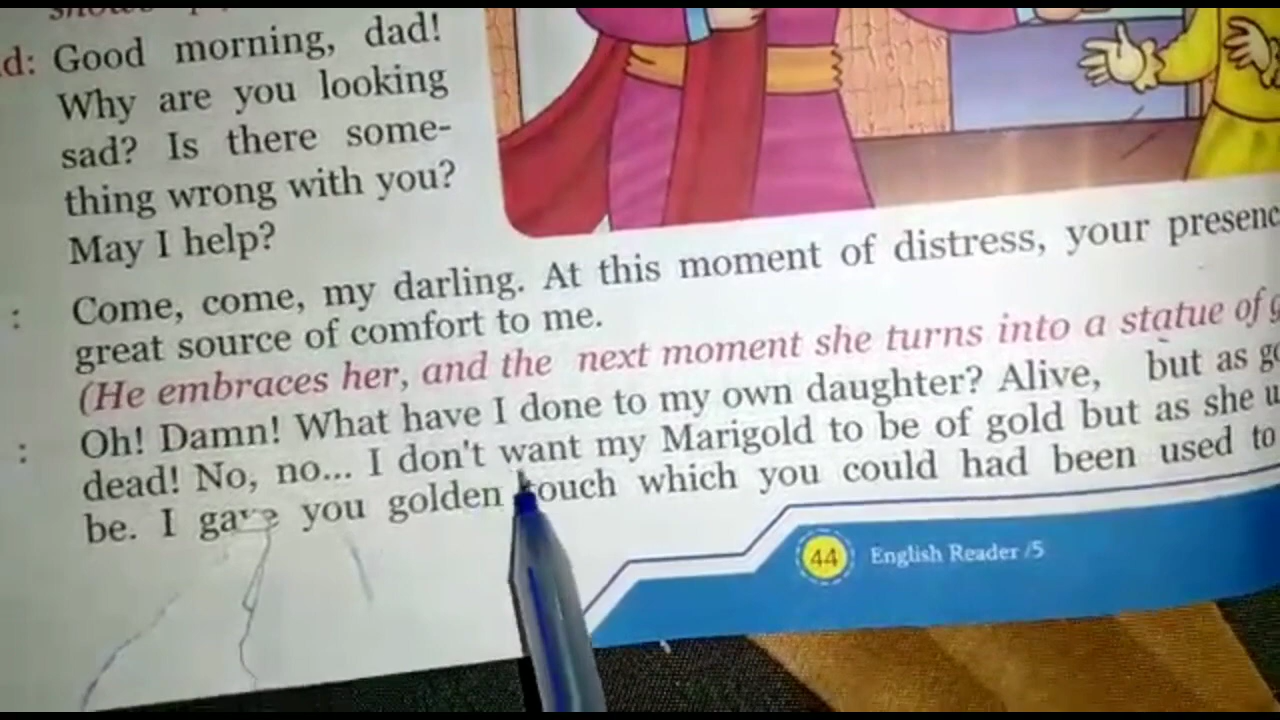 d: Good morning, dad!
Why are you looking
sad? Is there some-
thing wrong with you?
May I help?
: Come, come, my darling. At this moment of distress, your presenc
great source of comfort to me.
(He embraces her, and the next moment she turns into a statue of g
: Oh! Damn! What have I done to my own daughter? Alive, but as go
dead! No, no... I don't want my Marigold to be of gold but as she u
be. I gave you golden touch which you could had been used to
44 English Reader /5